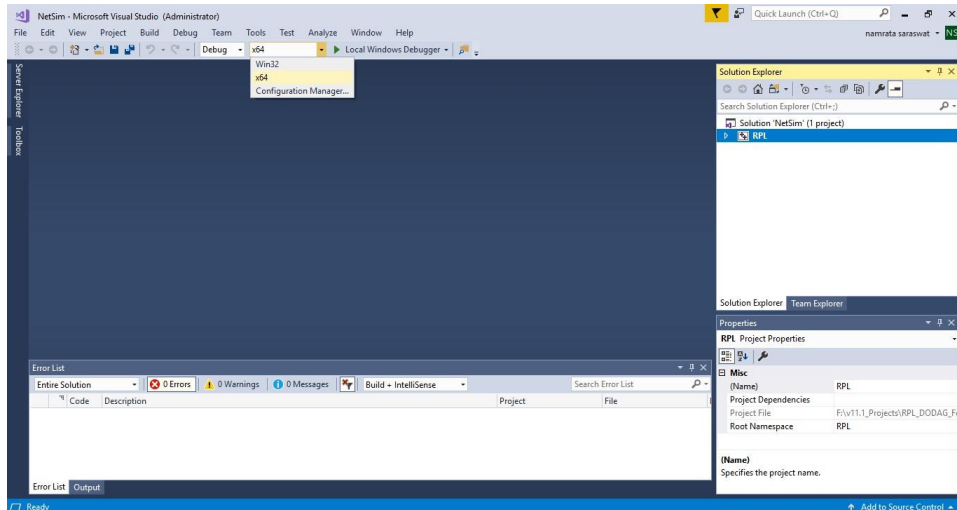 NetSim - Microsoft Visual Studio (Administrator)
Quick Launch (Ctrl+Q)
File Edit View Project Build Debug Team Tools Test Analyze Window Help
namrata saraswat NS
Debug x64 Local Windows Debugger
Win32
x64
Configuration Manager...
Server Explorer
Toolbox
Solution Explorer
Search Solution Explorer (Ctrl+;)
Solution 'NetSim' (1 project)
RPL
Solution Explorer Team Explorer
Properties
RPL Project Properties
Misc
(Name) RPL
Project Dependencies
Project File F:\v11.1_Projects\RPL_DODAG_F
Root Namespace RPL
(Name)
Specifies the project name.
Error List
Entire Solution 0 Errors 0 Warnings 0 Messages Build + IntelliSense Search Error List
Code Description Project File
Error List Output
Ready Add to Source Control